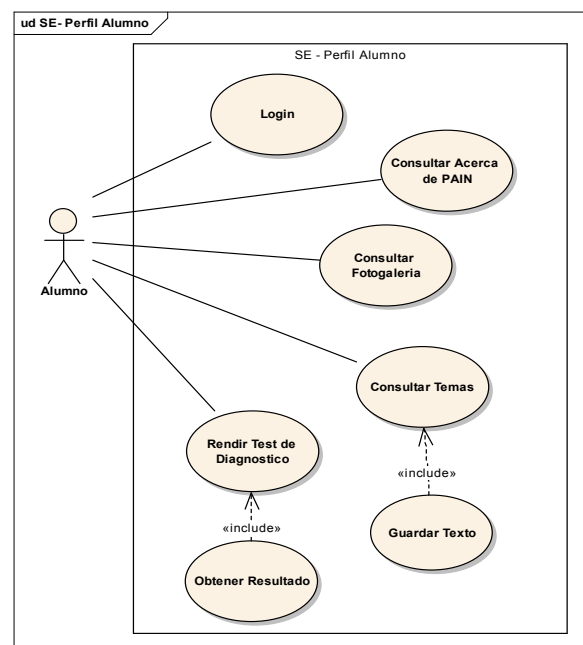 ud SE- Perfil Alumno
SE - Perfil Alumno
Login
Consultar Acerca
de PAIN
Consultar
Fotogaleria
Alumno
Consultar Temas
Rendir Test de
Diagnostico
«include»
«include»
Guardar Texto
Obtener Resultado